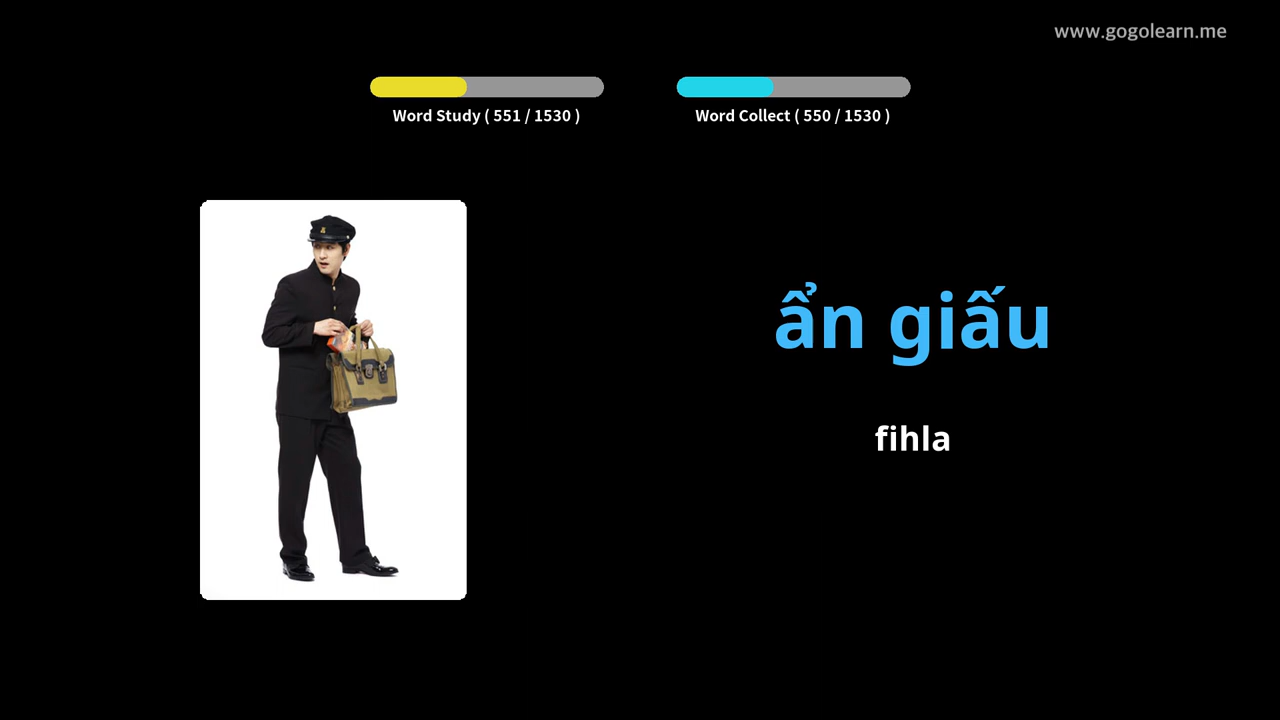 www.gogolearn.me
Word Study ( 551 / 1530 )
Word Collect ( 550 / 1530 )
ẩn giấu
fihla